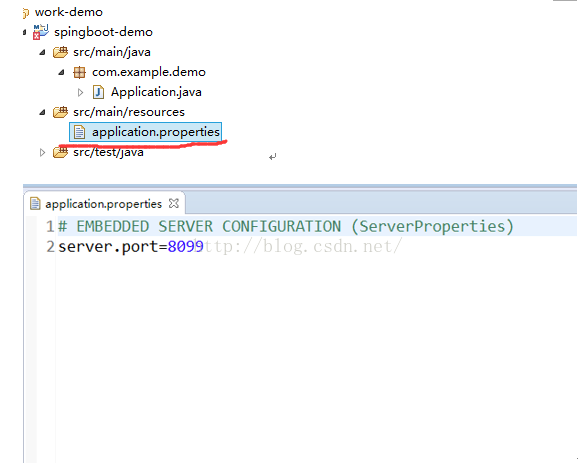 work-demo
spingboot-demo
src/main/java
com.example.demo
Application.java
src/main/resources
application.properties
src/test/java
application.properties
1 # EMBEDDED SERVER CONFIGURATION (ServerProperties)
2 server.port=8099 ttp://blog.csdn.net/